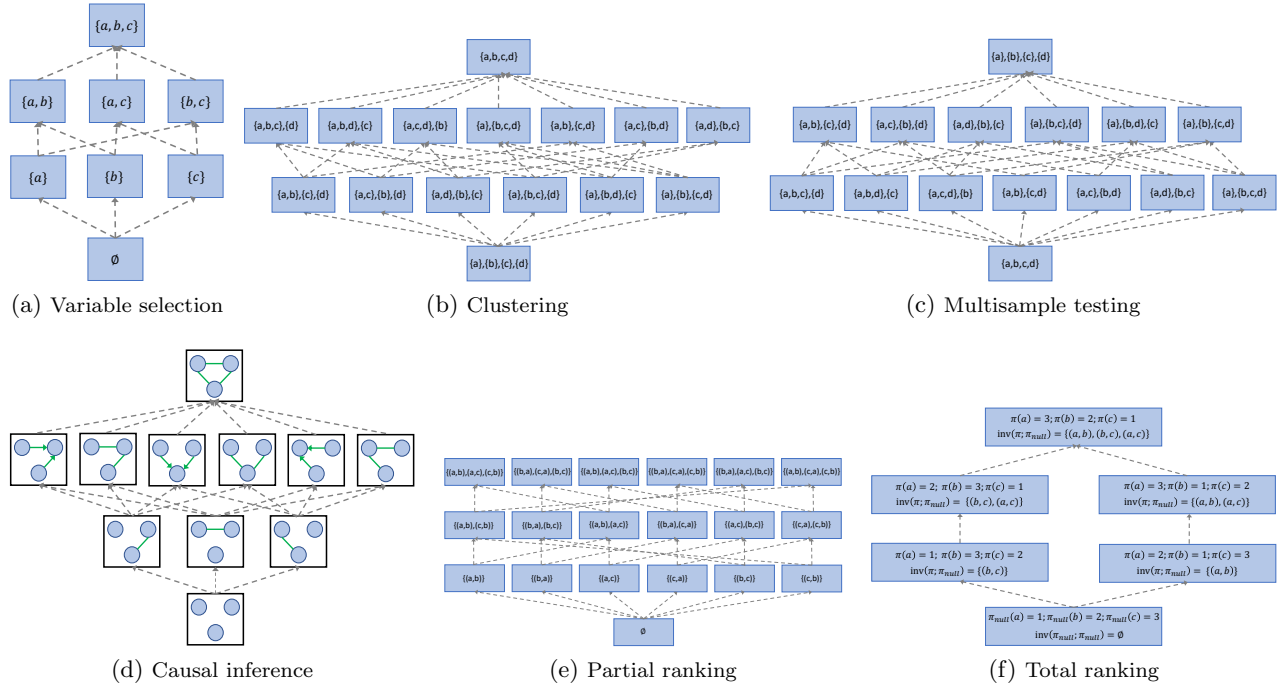 {a, b, c}
{a, b}
{a, c}
{b, c}
{a}
{b}
{c}
∅
(a) Variable selection
{a,b,c,d}
{a,b,c},{d}
{a,b,d},{c}
{a,c,d},{b}
{a},{b,c,d}
{a,b},{c,d}
{a,c},{b,d}
{a,d},{b,c}
{a,b},{c},{d}
{a,c},{b},{d}
{a,d},{b},{c}
{a},{b,c},{d}
{a},{b,d},{c}
{a},{b},{c,d}
{a},{b},{c},{d}
(b) Clustering
{a},{b},{c},{d}
{a,b},{c},{d}
{a,c},{b},{d}
{a,d},{b},{c}
{a},{b,c},{d}
{a},{b,d},{c}
{a},{b},{c,d}
{a,b,c},{d}
{a,b,d},{c}
{a,c,d},{b}
{a,b},{c,d}
{a,c},{b,d}
{a,d},{b,c}
{a},{b,c,d}
{a,b,c,d}
(c) Multisample testing
(d) Causal inference
{(a,b),(a,c),(c,b)}
{(b,a),(c,a),(b,c)}
{(a,b),(a,c),(b,c)}
{(b,a),(c,a),(c,b)}
{(b,a),(a,c),(b,c)}
{(a,b),(c,a),(c,b)}
{(a,b),(c,b)}
{(b,a),(b,c)}
{(a,b),(a,c)}
{(b,a),(c,a)}
{(a,c),(b,c)}
{(c,a),(c,b)}
{(a,b)}
{(b,a)}
{(a,c)}
{(c,a)}
{(b,c)}
{(c,b)}
∅
(e) Partial ranking
π(a) = 3; π(b) = 2; π(c) = 1
inv(π; π_null) = {(a, b), (b, c), (a, c)}
π(a) = 2; π(b) = 3; π(c) = 1
inv(π; π_null) = {(b, c), (a, c)}
π(a) = 3; π(b) = 1; π(c) = 2
inv(π; π_null) = {(a, b), (a, c)}
π(a) = 1; π(b) = 3; π(c) = 2
inv(π; π_null) = {(b, c)}
π(a) = 2; π(b) = 1; π(c) = 3
inv(π; π_null) = {(a, b)}
π_null(a) = 1; π_null(b) = 2; π_null(c) = 3
inv(π_null; π_null) = ∅
(f) Total ranking